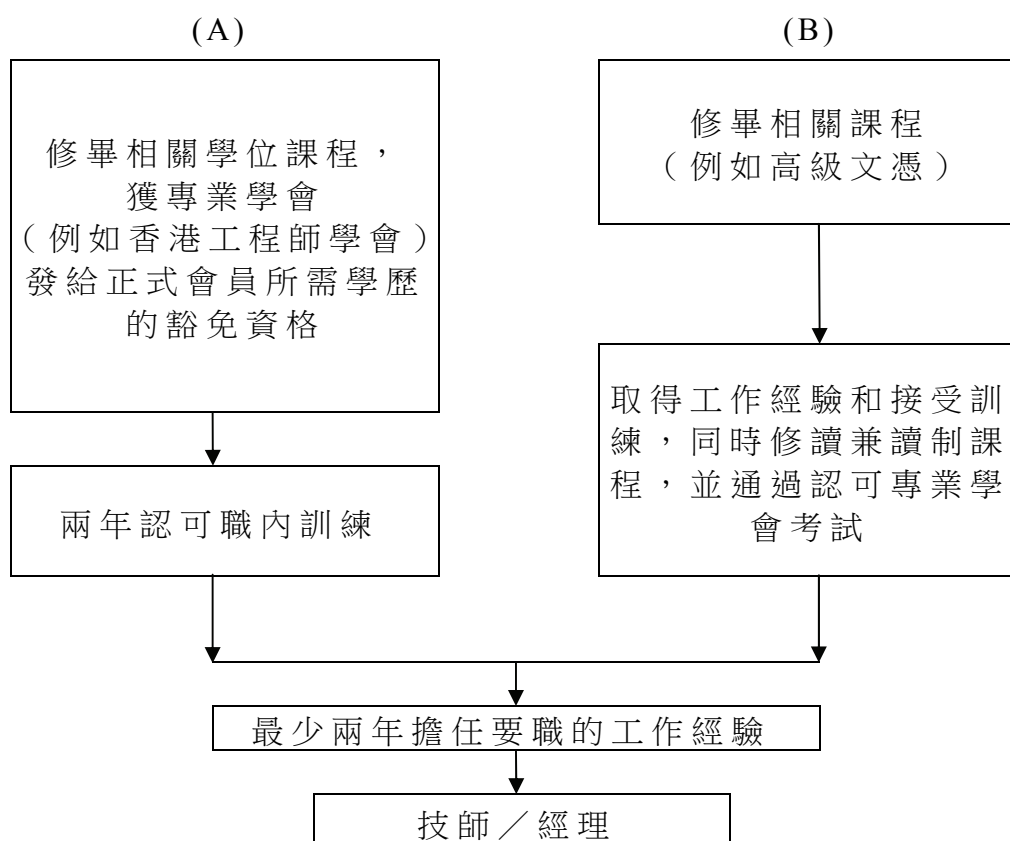 (A)
修畢相關學位課程，
獲專業學會
（例如香港工程師學會）
發給正式會員所需學歷
的豁免資格
兩年認可職內訓練
(B)
修畢相關課程
（例如高級文憑）
取得工作經驗和接受訓
練，同時修讀兼讀制課
程，並通過認可專業學
會考試
最少兩年擔任要職的工作經驗
技師／經理